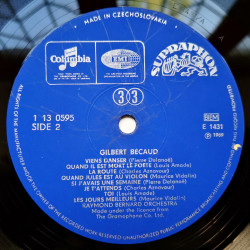 MADE IN CZECHOSLOVAKIA
Columbia
EMI
SUPRAPHON
1 13 0595
SIDE 2
33
E 1431
℗ 1969
GILBERT BECAUD
VIENS DANSER (Pierre Delanoë)
QUAND IL EST MORT LE POETE (Louis Amade)
LA ROUTE (Charles Aznavour)
QUAND JULES EST AU VIOLON (Maurice Vidalin)
SI J'AVAIS UNE MAISON (Pierre Delanoë)
JE T'ATTENDS (Charles Aznavour)
TOI (Louis Amade)
LES JOURS MEILLEURS (Maurice Vidalin)
RAYMOND BERNARD ORCHESTRA
Made under the licence from
The Gramophone Co. Ltd.